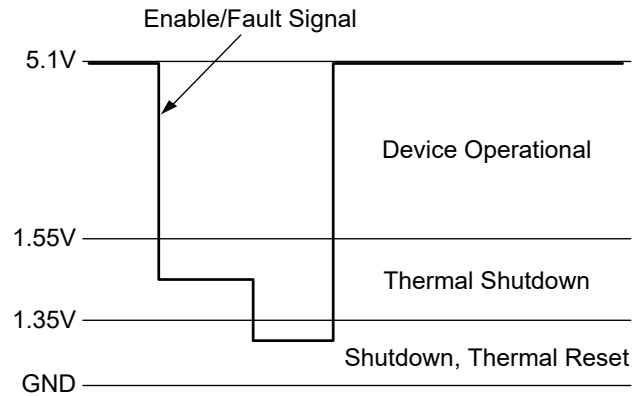 Enable/Fault Signal
5.1V
Device Operational
1.55V
Thermal Shutdown
1.35V
Shutdown, Thermal Reset
GND